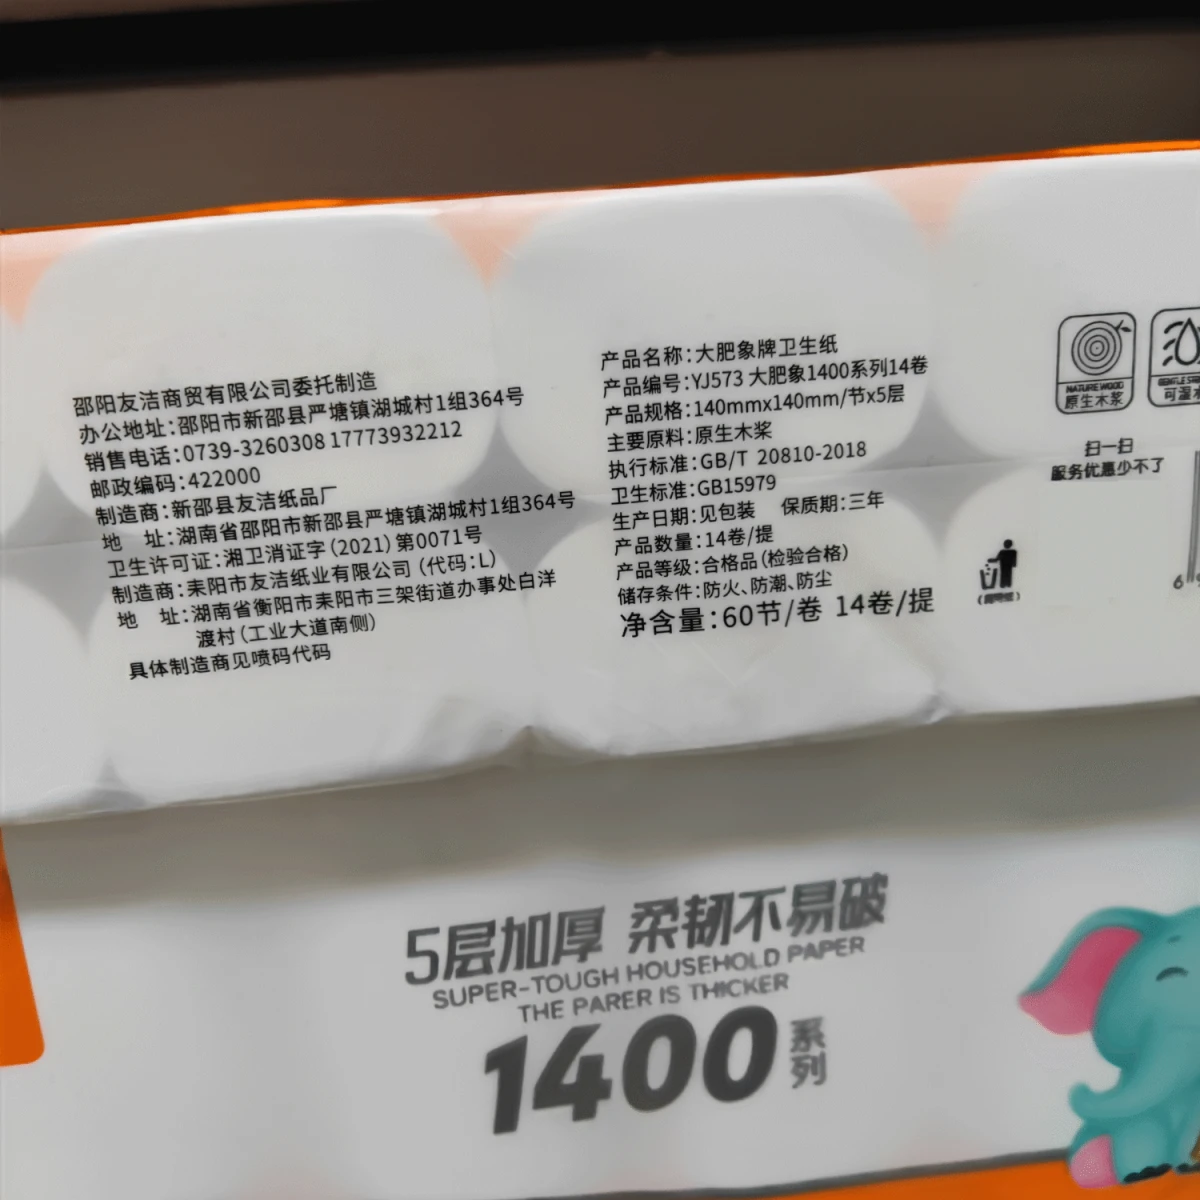 邵阳友洁商贸有限公司委托制造
办公地址:邵阳市新邵县严塘镇湖城村1组364号
销售电话:0739-3260308 17773932212
邮政编码:422000
制造商:新邵县友洁纸品厂
地 址:湖南省邵阳市新邵县严塘镇湖城村1组364号
卫生许可证:湘卫消证字(2021)第0071号
制造商:耒阳市友洁纸业有限公司(代码:L)
地 址:湖南省衡阳市耒阳市三架街道办事处白洋
渡村(工业大道南侧)
具体制造商见喷码代码
产品名称:大肥象牌卫生纸
产品编号:YJ573 大肥象1400系列14卷
产品规格:140mmx140mm/节x5层
主要原料:原生木桨
执行标准:GB/T 20810-2018
卫生标准:GB15979
生产日期:见包装 保质期:三年
产品数量:14卷/提
产品等级:合格品(检验合格)
储存条件:防火、防潮、防尘
净含量:60节/卷 14卷/提
NATURE WOOD
原生木浆
可湿水
扫一扫
服务优惠少不了
6
5层加厚 柔韧不易破
SUPER-TOUGH HOUSEHOLD PAPER
THE PARER IS THICKER
1400系列